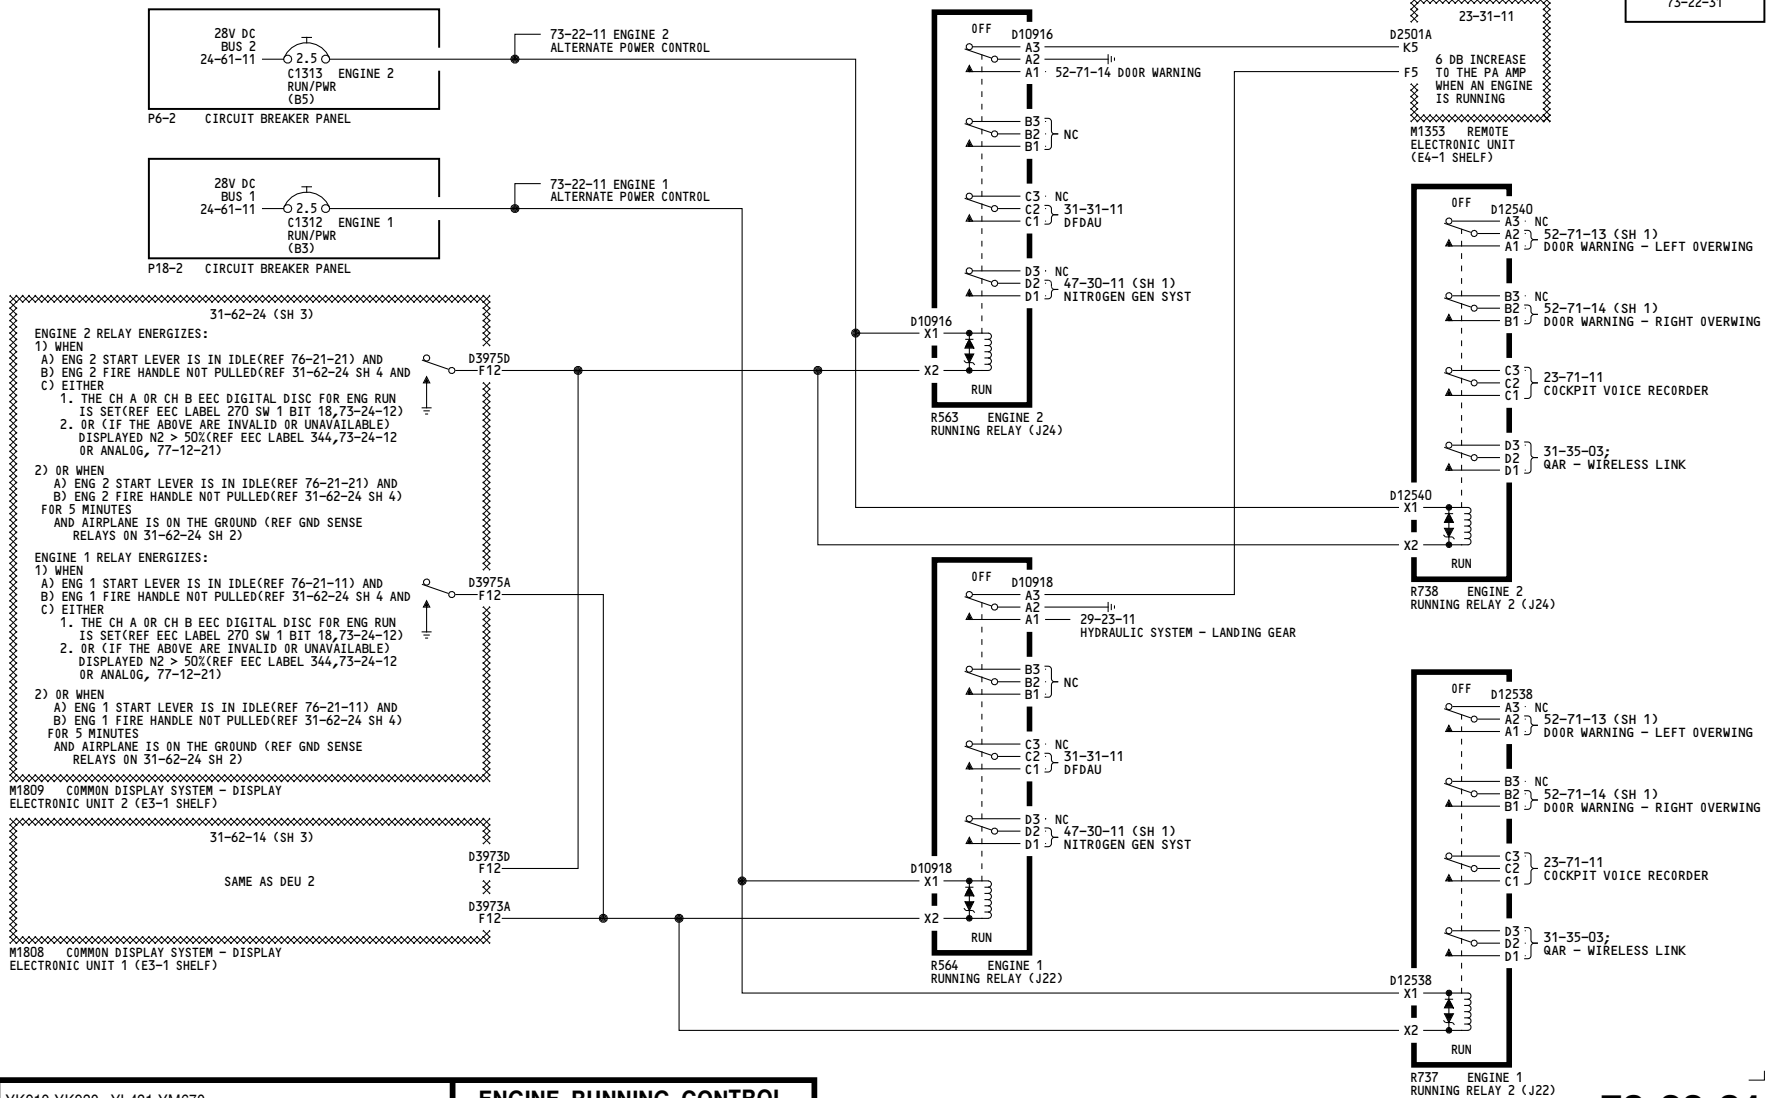 28V DC
BUS 2
24-61-11
2.5
C1313 ENGINE 2
RUN/PWR
(B5)
P6-2 CIRCUIT BREAKER PANEL
73-22-11 ENGINE 2
ALTERNATE POWER CONTROL
28V DC
BUS 1
24-61-11
2.5
C1312 ENGINE 1
RUN/PWR
(B3)
P18-2 CIRCUIT BREAKER PANEL
73-22-11 ENGINE 1
ALTERNATE POWER CONTROL
31-62-24 (SH 3)
ENGINE 2 RELAY ENERGIZES:
1) WHEN
A) ENG 2 START LEVER IS IN IDLE(REF 76-21-21) AND
B) ENG 2 FIRE HANDLE NOT PULLED(REF 31-62-24 SH 4 AND
C) EITHER
1. THE CH A OR CH B EEC DIGITAL DISC FOR ENG RUN
IS SET(REF EEC LABEL 270 SW 1 BIT 18,73-24-12)
2. OR (IF THE ABOVE ARE INVALID OR UNAVAILABLE)
DISPLAYED N2 > 50%(REF EEC LABEL 344,73-24-12
OR ANALOG, 77-12-21)
2) OR WHEN
A) ENG 2 START LEVER IS IN IDLE(REF 76-21-21) AND
B) ENG 2 FIRE HANDLE NOT PULLED(REF 31-62-24 SH 4)
FOR 5 MINUTES
AND AIRPLANE IS ON THE GROUND (REF GND SENSE
RELAYS ON 31-62-24 SH 2)
D3975D
F12
ENGINE 1 RELAY ENERGIZES:
1) WHEN
A) ENG 1 START LEVER IS IN IDLE(REF 76-21-11) AND
B) ENG 1 FIRE HANDLE NOT PULLED(REF 31-62-24 SH 4 AND
C) EITHER
1. THE CH A OR CH B EEC DIGITAL DISC FOR ENG RUN
IS SET(REF EEC LABEL 270 SW 1 BIT 18,73-24-12)
2. OR (IF THE ABOVE ARE INVALID OR UNAVAILABLE)
DISPLAYED N2 > 50%(REF EEC LABEL 344,73-24-12
OR ANALOG, 77-12-21)
2) OR WHEN
A) ENG 1 START LEVER IS IN IDLE(REF 76-21-11) AND
B) ENG 1 FIRE HANDLE NOT PULLED(REF 31-62-24 SH 4)
FOR 5 MINUTES
AND AIRPLANE IS ON THE GROUND (REF GND SENSE
RELAYS ON 31-62-24 SH 2)
D3975A
F12
M1809 COMMON DISPLAY SYSTEM - DISPLAY
ELECTRONIC UNIT 2 (E3-1 SHELF)
31-62-14 (SH 3)
SAME AS DEU 2
D3973D
F12
D3973A
F12
M1808 COMMON DISPLAY SYSTEM - DISPLAY
ELECTRONIC UNIT 1 (E3-1 SHELF)
OFF D10916
A3
A2
A1 52-71-14 DOOR WARNING
B3
B2 NC
B1
C3 NC
C2 31-31-11
C1 DFDAU
D3 NC
D2 47-30-11 (SH 1)
D1 NITROGEN GEN SYST
D10916
X1
X2
RUN
R563 ENGINE 2
RUNNING RELAY (J24)
OFF D10918
A3
A2
A1 29-23-11
HYDRAULIC SYSTEM - LANDING GEAR
B3
B2 NC
B1
C3 NC
C2 31-31-11
C1 DFDAU
D3 NC
D2 47-30-11 (SH 1)
D1 NITROGEN GEN SYST
D10918
X1
X2
RUN
R564 ENGINE 1
RUNNING RELAY (J22)
23-31-11
D2501A
K5
F5
6 DB INCREASE
TO THE PA AMP
WHEN AN ENGINE
IS RUNNING
M1353 REMOTE
ELECTRONIC UNIT
(E4-1 SHELF)
73-22-31
OFF D12540
A3 NC
A2 52-71-13 (SH 1)
A1 DOOR WARNING - LEFT OVERWING
B3 NC
B2 52-71-14 (SH 1)
B1 DOOR WARNING - RIGHT OVERWING
C3
C2 23-71-11
C1 COCKPIT VOICE RECORDER
D3
D2 31-35-03;
D1 QAR - WIRELESS LINK
D12540
X1
X2
RUN
R738 ENGINE 2
RUNNING RELAY 2 (J24)
OFF D12538
A3 NC
A2 52-71-13 (SH 1)
A1 DOOR WARNING - LEFT OVERWING
B3 NC
B2 52-71-14 (SH 1)
B1 DOOR WARNING - RIGHT OVERWING
C3
C2 23-71-11
C1 COCKPIT VOICE RECORDER
D3
D2 31-35-03;
D1 QAR - WIRELESS LINK
D12538
X1
X2
RUN
R737 ENGINE 1
RUNNING RELAY 2 (J22)
ENGINE RUNNING CONTROL